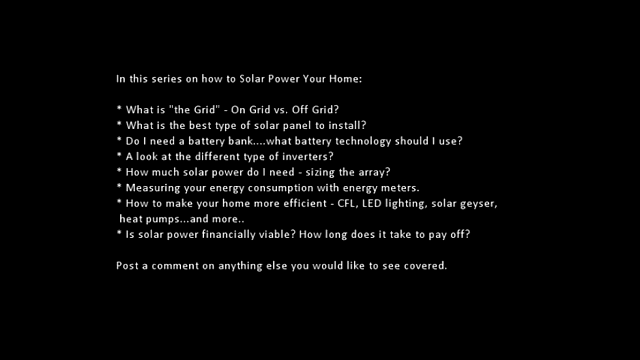 In this series on how to Solar Power Your Home:
* What is "the Grid" - On Grid vs. Off Grid?
* What is the best type of solar panel to install?
* Do I need a battery bank....what battery technology should I use?
* A look at the different type of inverters?
* How much solar power do I need - sizing the array?
* Measuring your energy consumption with energy meters.
* How to make your home more efficient - CFL, LED lighting, solar geyser,
heat pumps...and more..
* Is solar power financially viable? How long does it take to pay off?
Post a comment on anything else you would like to see covered.